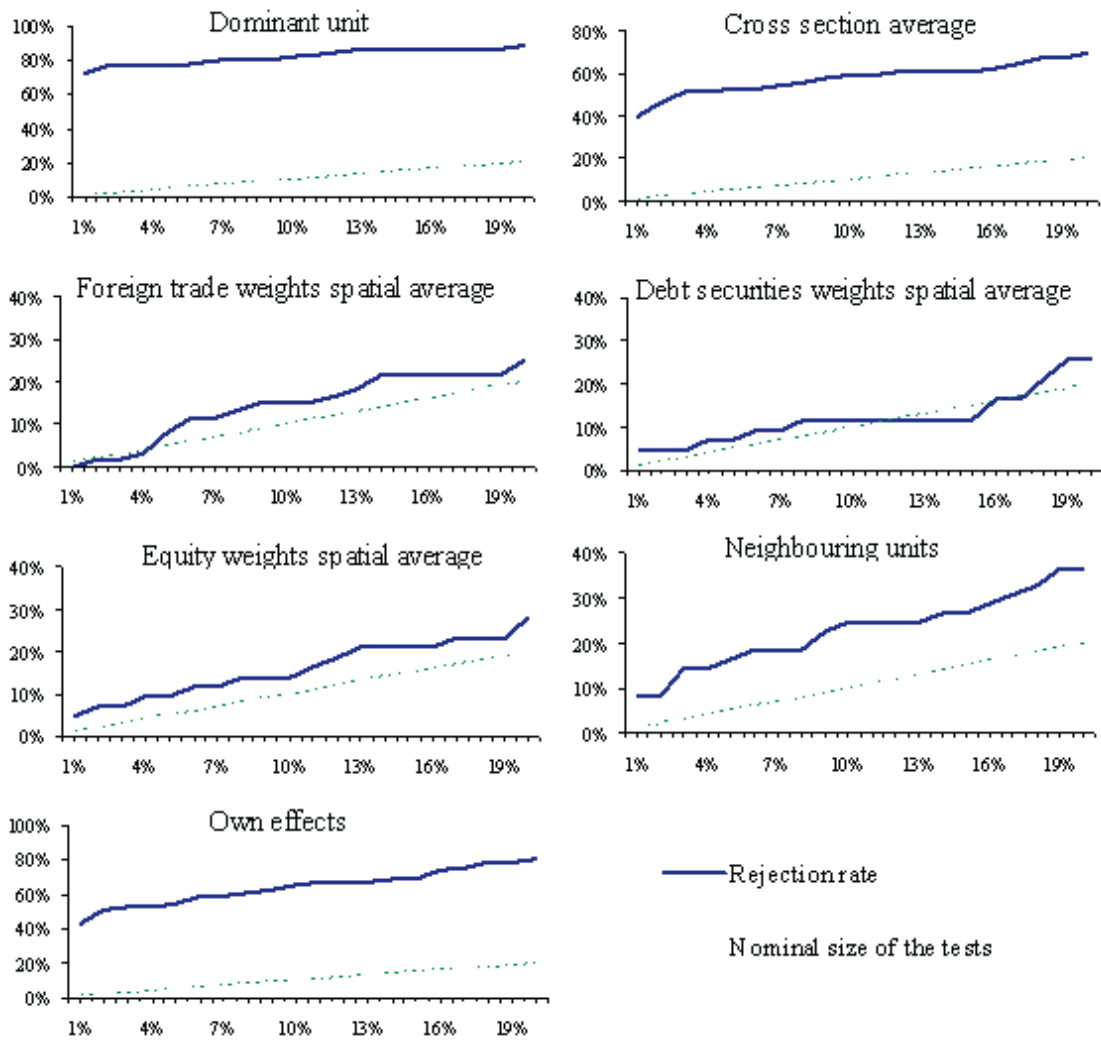 Dominant unit
100%
80%
60%
40%
20%
0%
1% 4% 7% 10% 13% 16% 19%
Cross section average
80%
60%
40%
20%
0%
1% 4% 7% 10% 13% 16% 19%
Foreign trade weights spatial average
40%
30%
20%
10%
0%
1% 4% 7% 10% 13% 16% 19%
Debt securities weights spatial average
40%
30%
20%
10%
0%
1% 4% 7% 10% 13% 16% 19%
Equity weights spatial average
40%
30%
20%
10%
0%
1% 4% 7% 10% 13% 16% 19%
Neighbouring units
40%
30%
20%
10%
0%
1% 4% 7% 10% 13% 16% 19%
Own effects
100%
80%
60%
40%
20%
0%
1% 4% 7% 10% 13% 16% 19%
Rejection rate
Nominal size of the tests